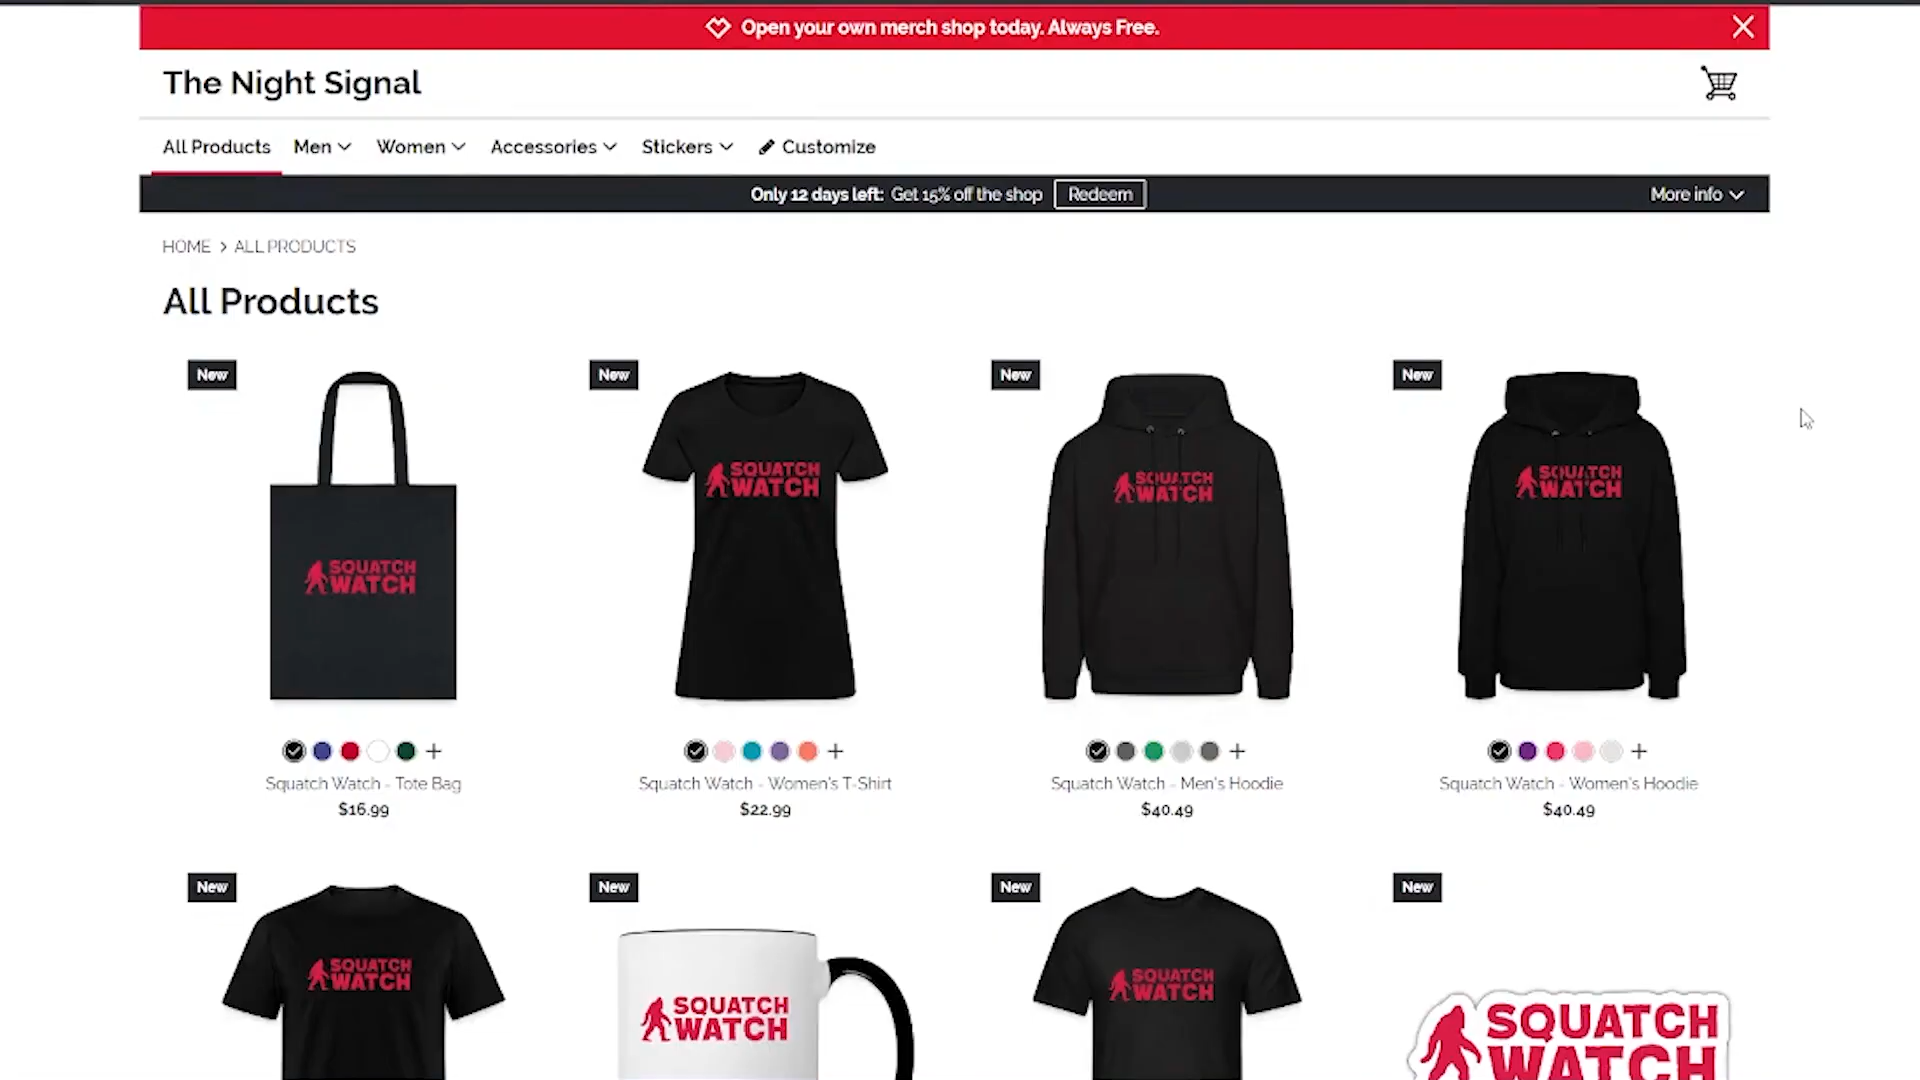 Open your own merch shop today. Always Free.
The Night Signal
All Products Men Women Accessories Stickers Customize
Only 12 days left: Get 15% off the shop Redeem More info
HOME > ALL PRODUCTS
All Products
New New New New
SQUATCH
WATCH
SQUATCH
WATCH
SQUATCH
WATCH
SQUATCH
WATCH
Squatch Watch - Tote Bag
$16.99
Squatch Watch - Women's T-Shirt
$22.99
Squatch Watch - Men's Hoodie
$40.49
Squatch Watch - Women's Hoodie
$40.49
New New New New
SQUATCH
WATCH
SQUATCH
WATCH
SQUATCH
WATCH
SQUATCH
WATCH